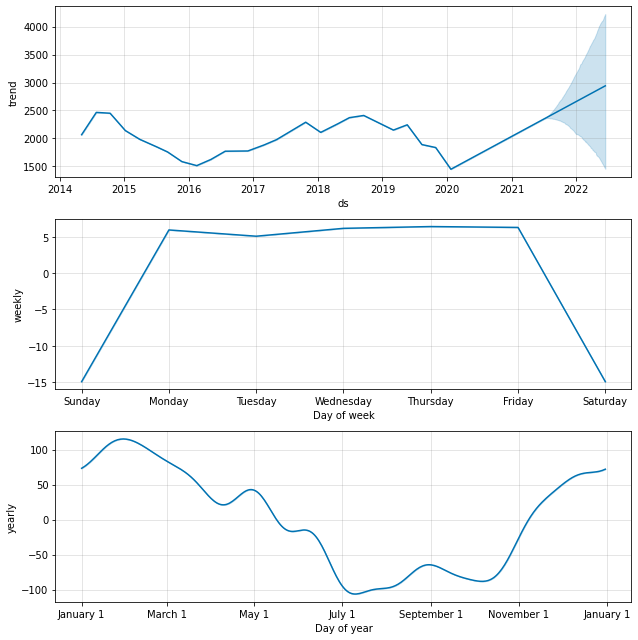 4000
3500
3000
2500
2000
1500
trend
2014 2015 2016 2017 2018 2019 2020 2021 2022
ds
5
0
−5
−10
−15
weekly
Sunday Monday Tuesday Wednesday Thursday Friday Saturday
Day of week
100
50
0
−50
−100
yearly
January 1 March 1 May 1 July 1 September 1 November 1 January 1
Day of year